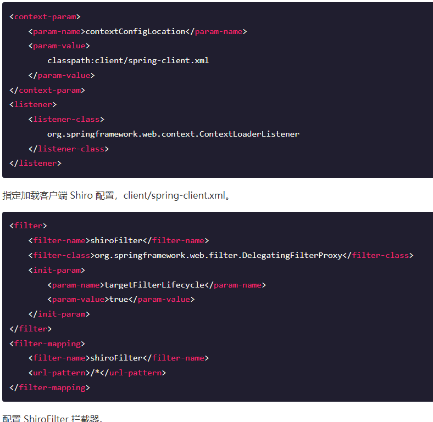 <context-param>
<param-name>contextConfigLocation</param-name>
<param-value>
classpath:client/spring-client.xml
</param-value>
</context-param>
<listener>
<listener-class>
org.springframework.web.context.ContextLoaderListener
</listener-class>
</listener>
指定加载客户端 Shiro 配置，client/spring-client.xml。
<filter>
<filter-name>shiroFilter</filter-name>
<filter-class>org.springframework.web.filter.DelegatingFilterProxy</filter-class>
<init-param>
<param-name>targetFilterLifecycle</param-name>
<param-value>true</param-value>
</init-param>
</filter>
<filter-mapping>
<filter-name>shiroFilter</filter-name>
<url-pattern>/*</url-pattern>
</filter-mapping>
配置 ShiroFilter 拦截器。